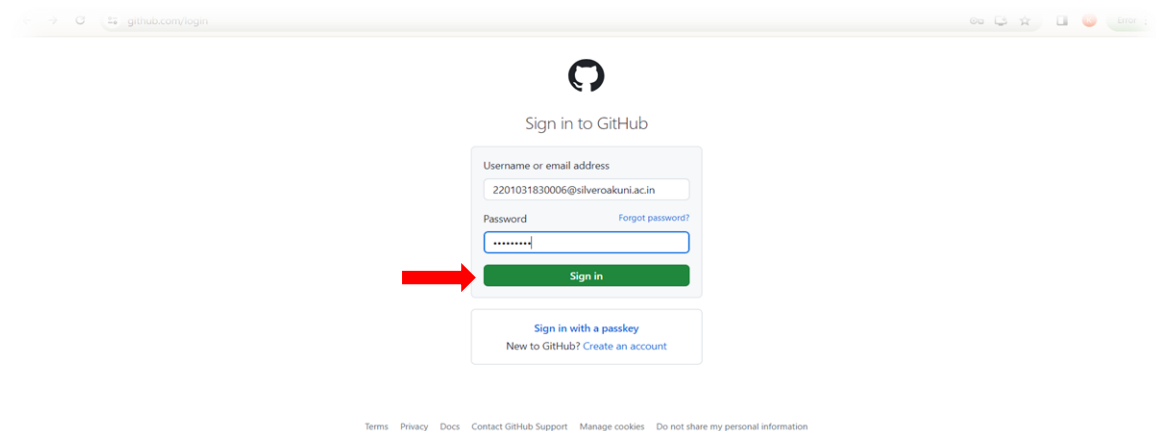 github.com/login
Error
Sign in to GitHub
Username or email address
2201031830006@silveroakuni.ac.in
Password Forgot password?
•••••••••
Sign in
Sign in with a passkey
New to GitHub? Create an account
Terms Privacy Docs Contact GitHub Support Manage cookies Do not share my personal information